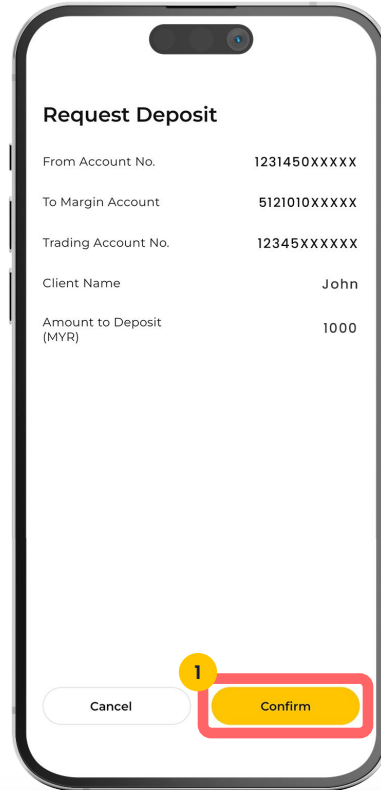 Request Deposit
From Account No. 1231450XXXXX
To Margin Account 5121010XXXXX
Trading Account No. 12345XXXXXX
Client Name John
Amount to Deposit
(MYR) 1000
1
Cancel Confirm